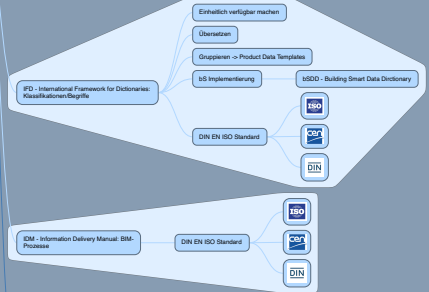 Einheitlich verfügbar machen
Übersetzen
Gruppieren -> Product Data Templates
IFD - International Framework for Dictionaries:
Klassifikationen/Begriffe
bS Implementierung
bSDD - Building Smart Data Dirctionary
ISO
DIN EN ISO Standard
cen
DIN
ISO
IDM - Information Delivery Manual: BIM-
Prozesse
DIN EN ISO Standard
cen
DIN